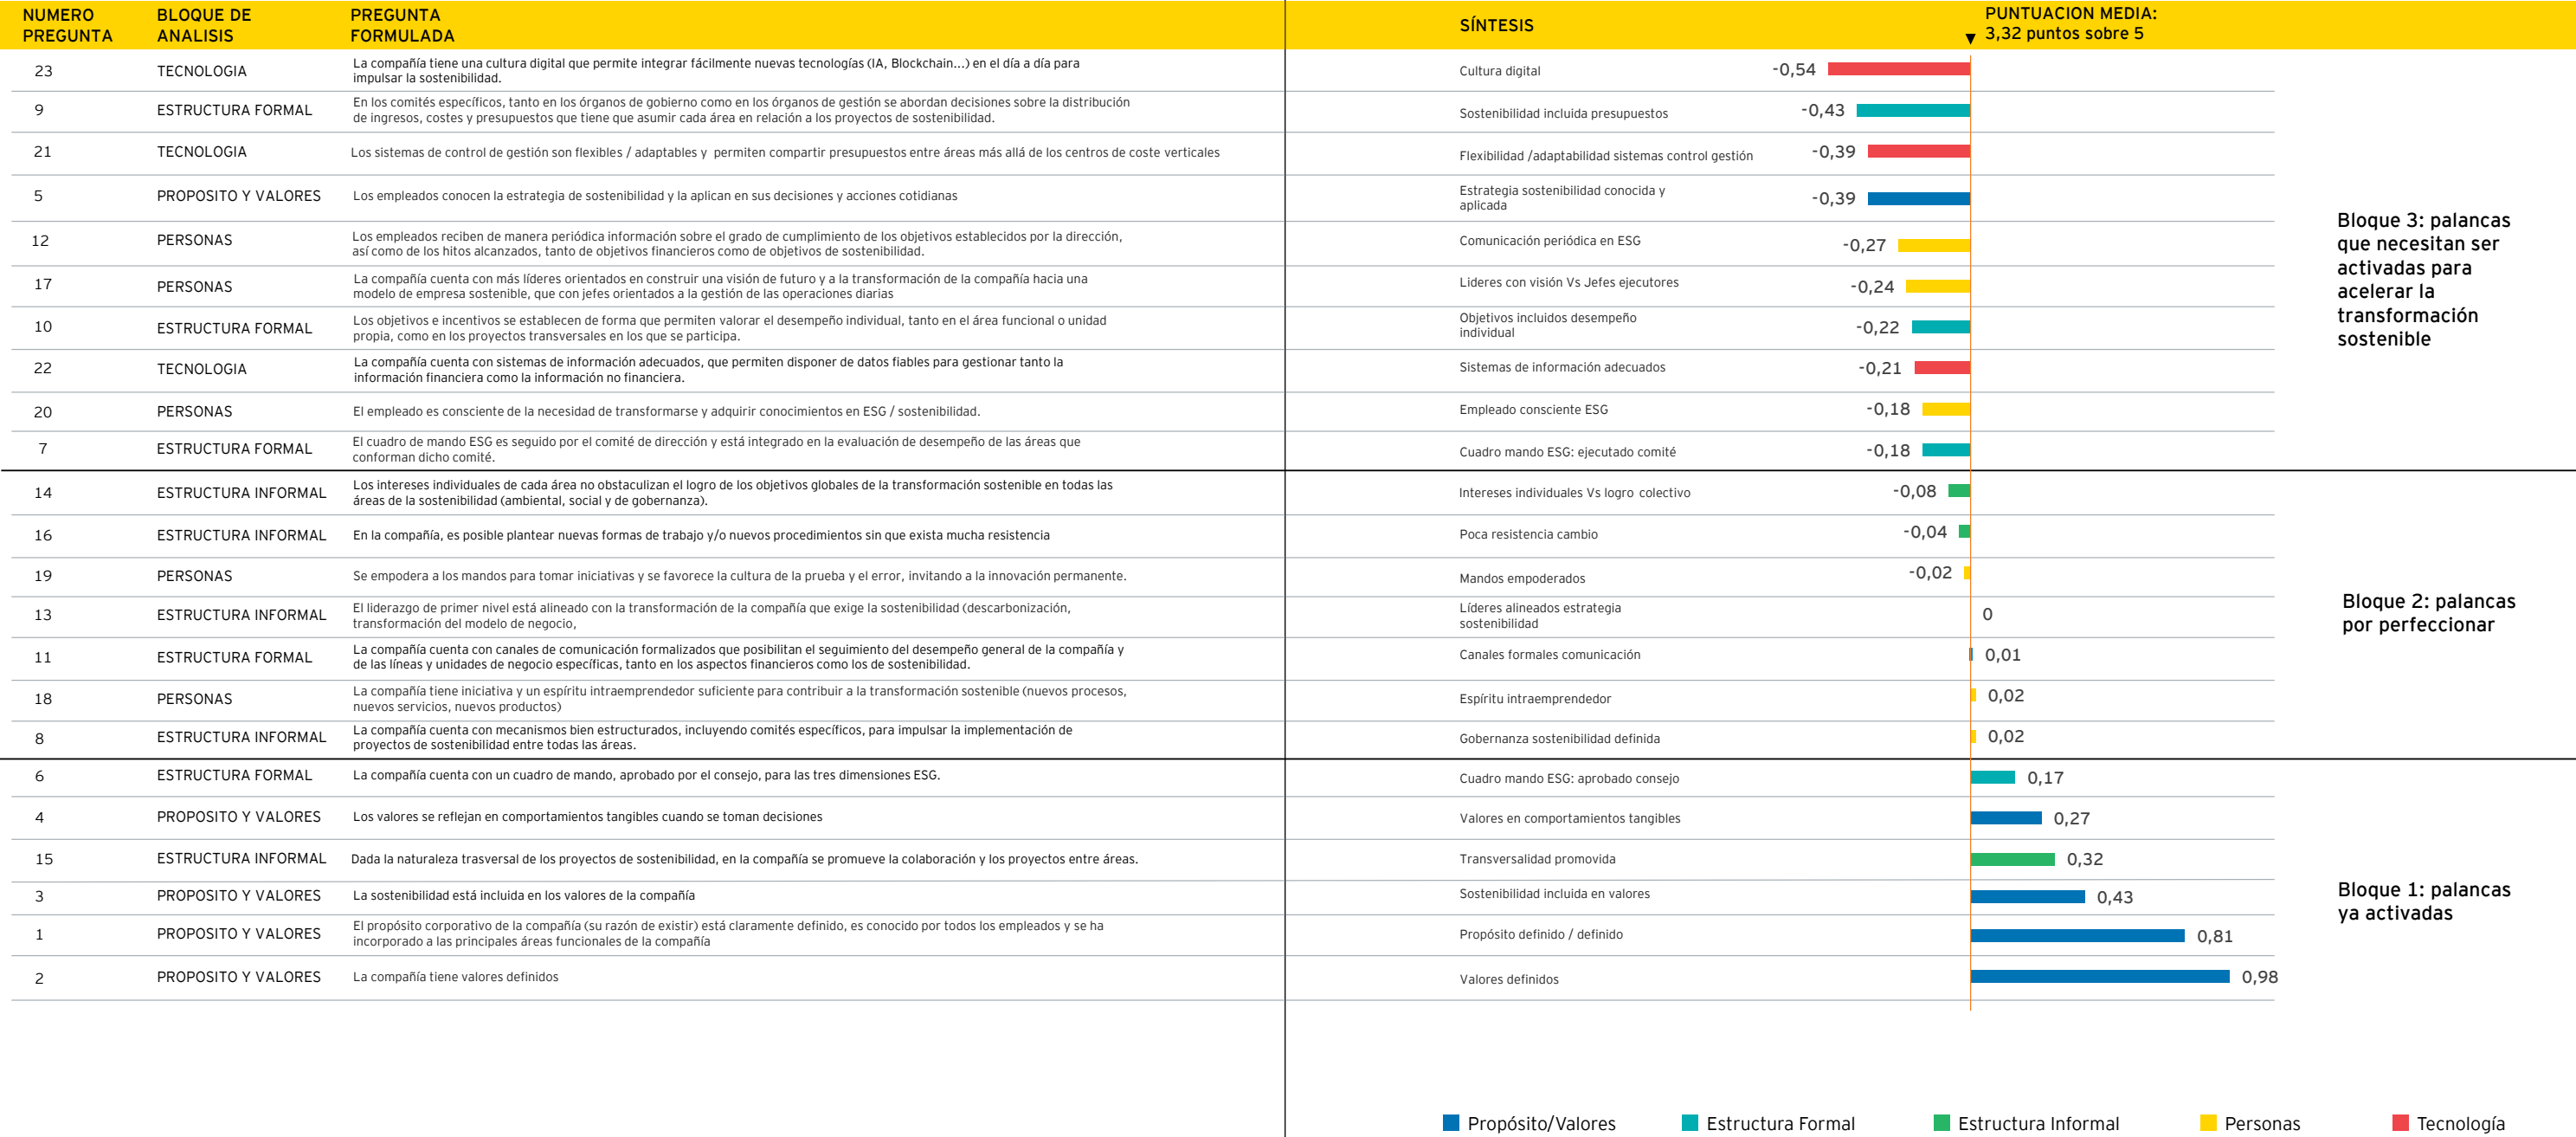 NUMERO
PREGUNTA
BLOQUE DE
ANALISIS
PREGUNTA
FORMULADA
SÍNTESIS
PUNTUACION MEDIA:
3,32 puntos sobre 5
23
TECNOLOGIA
La compañía tiene una cultura digital que permite integrar fácilmente nuevas tecnologías (IA, Blockchain...) en el día a día para
impulsar la sostenibilidad.
Cultura digital
-0,54
9
ESTRUCTURA FORMAL
En los comités específicos, tanto en los órganos de gobierno como en los órganos de gestión se abordan decisiones sobre la distribución
de ingresos, costes y presupuestos que tiene que asumir cada área en relación a los proyectos de sostenibilidad.
Sostenibilidad incluida presupuestos
-0,43
21
TECNOLOGIA
Los sistemas de control de gestión son flexibles / adaptables y permiten compartir presupuestos entre áreas más allá de los centros de coste verticales
Flexibilidad /adaptabilidad sistemas control gestión
-0,39
5
PROPOSITO Y VALORES
Los empleados conocen la estrategia de sostenibilidad y la aplican en sus decisiones y acciones cotidianas
Estrategia sostenibilidad conocida y
aplicada
-0,39
12
PERSONAS
Los empleados reciben de manera periódica información sobre el grado de cumplimiento de los objetivos establecidos por la dirección,
así como de los hitos alcanzados, tanto de objetivos financieros como de objetivos de sostenibilidad.
Comunicación periódica en ESG
-0,27
17
PERSONAS
La compañía cuenta con más líderes orientados en construir una visión de futuro y a la transformación de la compañía hacia una
modelo de empresa sostenible, que con jefes orientados a la gestión de las operaciones diarias
Lideres con visión Vs Jefes ejecutores
-0,24
10
ESTRUCTURA FORMAL
Los objetivos e incentivos se establecen de forma que permiten valorar el desempeño individual, tanto en el área funcional o unidad
propia, como en los proyectos transversales en los que se participa.
Objetivos incluidos desempeño
individual
-0,22
22
TECNOLOGIA
La compañía cuenta con sistemas de información adecuados, que permiten disponer de datos fiables para gestionar tanto la
información financiera como la información no financiera.
Sistemas de información adecuados
-0,21
20
PERSONAS
El empleado es consciente de la necesidad de transformarse y adquirir conocimientos en ESG / sostenibilidad.
Empleado consciente ESG
-0,18
7
ESTRUCTURA FORMAL
El cuadro de mando ESG es seguido por el comité de dirección y está integrado en la evaluación de desempeño de las áreas que
conforman dicho comité.
Cuadro mando ESG: ejecutado comité
-0,18
Bloque 3: palancas
que necesitan ser
activadas para
acelerar la
transformación
sostenible
14
ESTRUCTURA INFORMAL
Los intereses individuales de cada área no obstaculizan el logro de los objetivos globales de la transformación sostenible en todas las
áreas de la sostenibilidad (ambiental, social y de gobernanza).
Intereses individuales Vs logro colectivo
-0,08
16
ESTRUCTURA INFORMAL
En la compañía, es posible plantear nuevas formas de trabajo y/o nuevos procedimientos sin que exista mucha resistencia
Poca resistencia cambio
-0,04
19
PERSONAS
Se empodera a los mandos para tomar iniciativas y se favorece la cultura de la prueba y el error, invitando a la innovación permanente.
Mandos empoderados
-0,02
13
ESTRUCTURA INFORMAL
El liderazgo de primer nivel está alineado con la transformación de la compañía que exige la sostenibilidad (descarbonización,
transformación del modelo de negocio,
Líderes alineados estrategia
sostenibilidad
0
11
ESTRUCTURA FORMAL
La compañía cuenta con canales de comunicación formalizados que posibilitan el seguimiento del desempeño general de la compañía y
de las líneas y unidades de negocio específicas, tanto en los aspectos financieros como los de sostenibilidad.
Canales formales comunicación
0,01
18
PERSONAS
La compañía tiene iniciativa y un espíritu intraemprendedor suficiente para contribuir a la transformación sostenible (nuevos procesos,
nuevos servicios, nuevos productos)
Espíritu intraemprendedor
0,02
8
ESTRUCTURA INFORMAL
La compañía cuenta con mecanismos bien estructurados, incluyendo comités específicos, para impulsar la implementación de
proyectos de sostenibilidad entre todas las áreas.
Gobernanza sostenibilidad definida
0,02
Bloque 2: palancas
por perfeccionar
6
ESTRUCTURA FORMAL
La compañía cuenta con un cuadro de mando, aprobado por el consejo, para las tres dimensiones ESG.
Cuadro mando ESG: aprobado consejo
0,17
4
PROPOSITO Y VALORES
Los valores se reflejan en comportamientos tangibles cuando se toman decisiones
Valores en comportamientos tangibles
0,27
15
ESTRUCTURA INFORMAL
Dada la naturaleza trasversal de los proyectos de sostenibilidad, en la compañía se promueve la colaboración y los proyectos entre áreas.
Transversalidad promovida
0,32
3
PROPOSITO Y VALORES
La sostenibilidad está incluida en los valores de la compañía
Sostenibilidad incluida en valores
0,43
1
PROPOSITO Y VALORES
El propósito corporativo de la compañía (su razón de existir) está claramente definido, es conocido por todos los empleados y se ha
incorporado a las principales áreas funcionales de la compañía
Propósito definido / definido
0,81
2
PROPOSITO Y VALORES
La compañía tiene valores definidos
Valores definidos
0,98
Bloque 1: palancas
ya activadas
Propósito/Valores
Estructura Formal
Estructura Informal
Personas
Tecnología